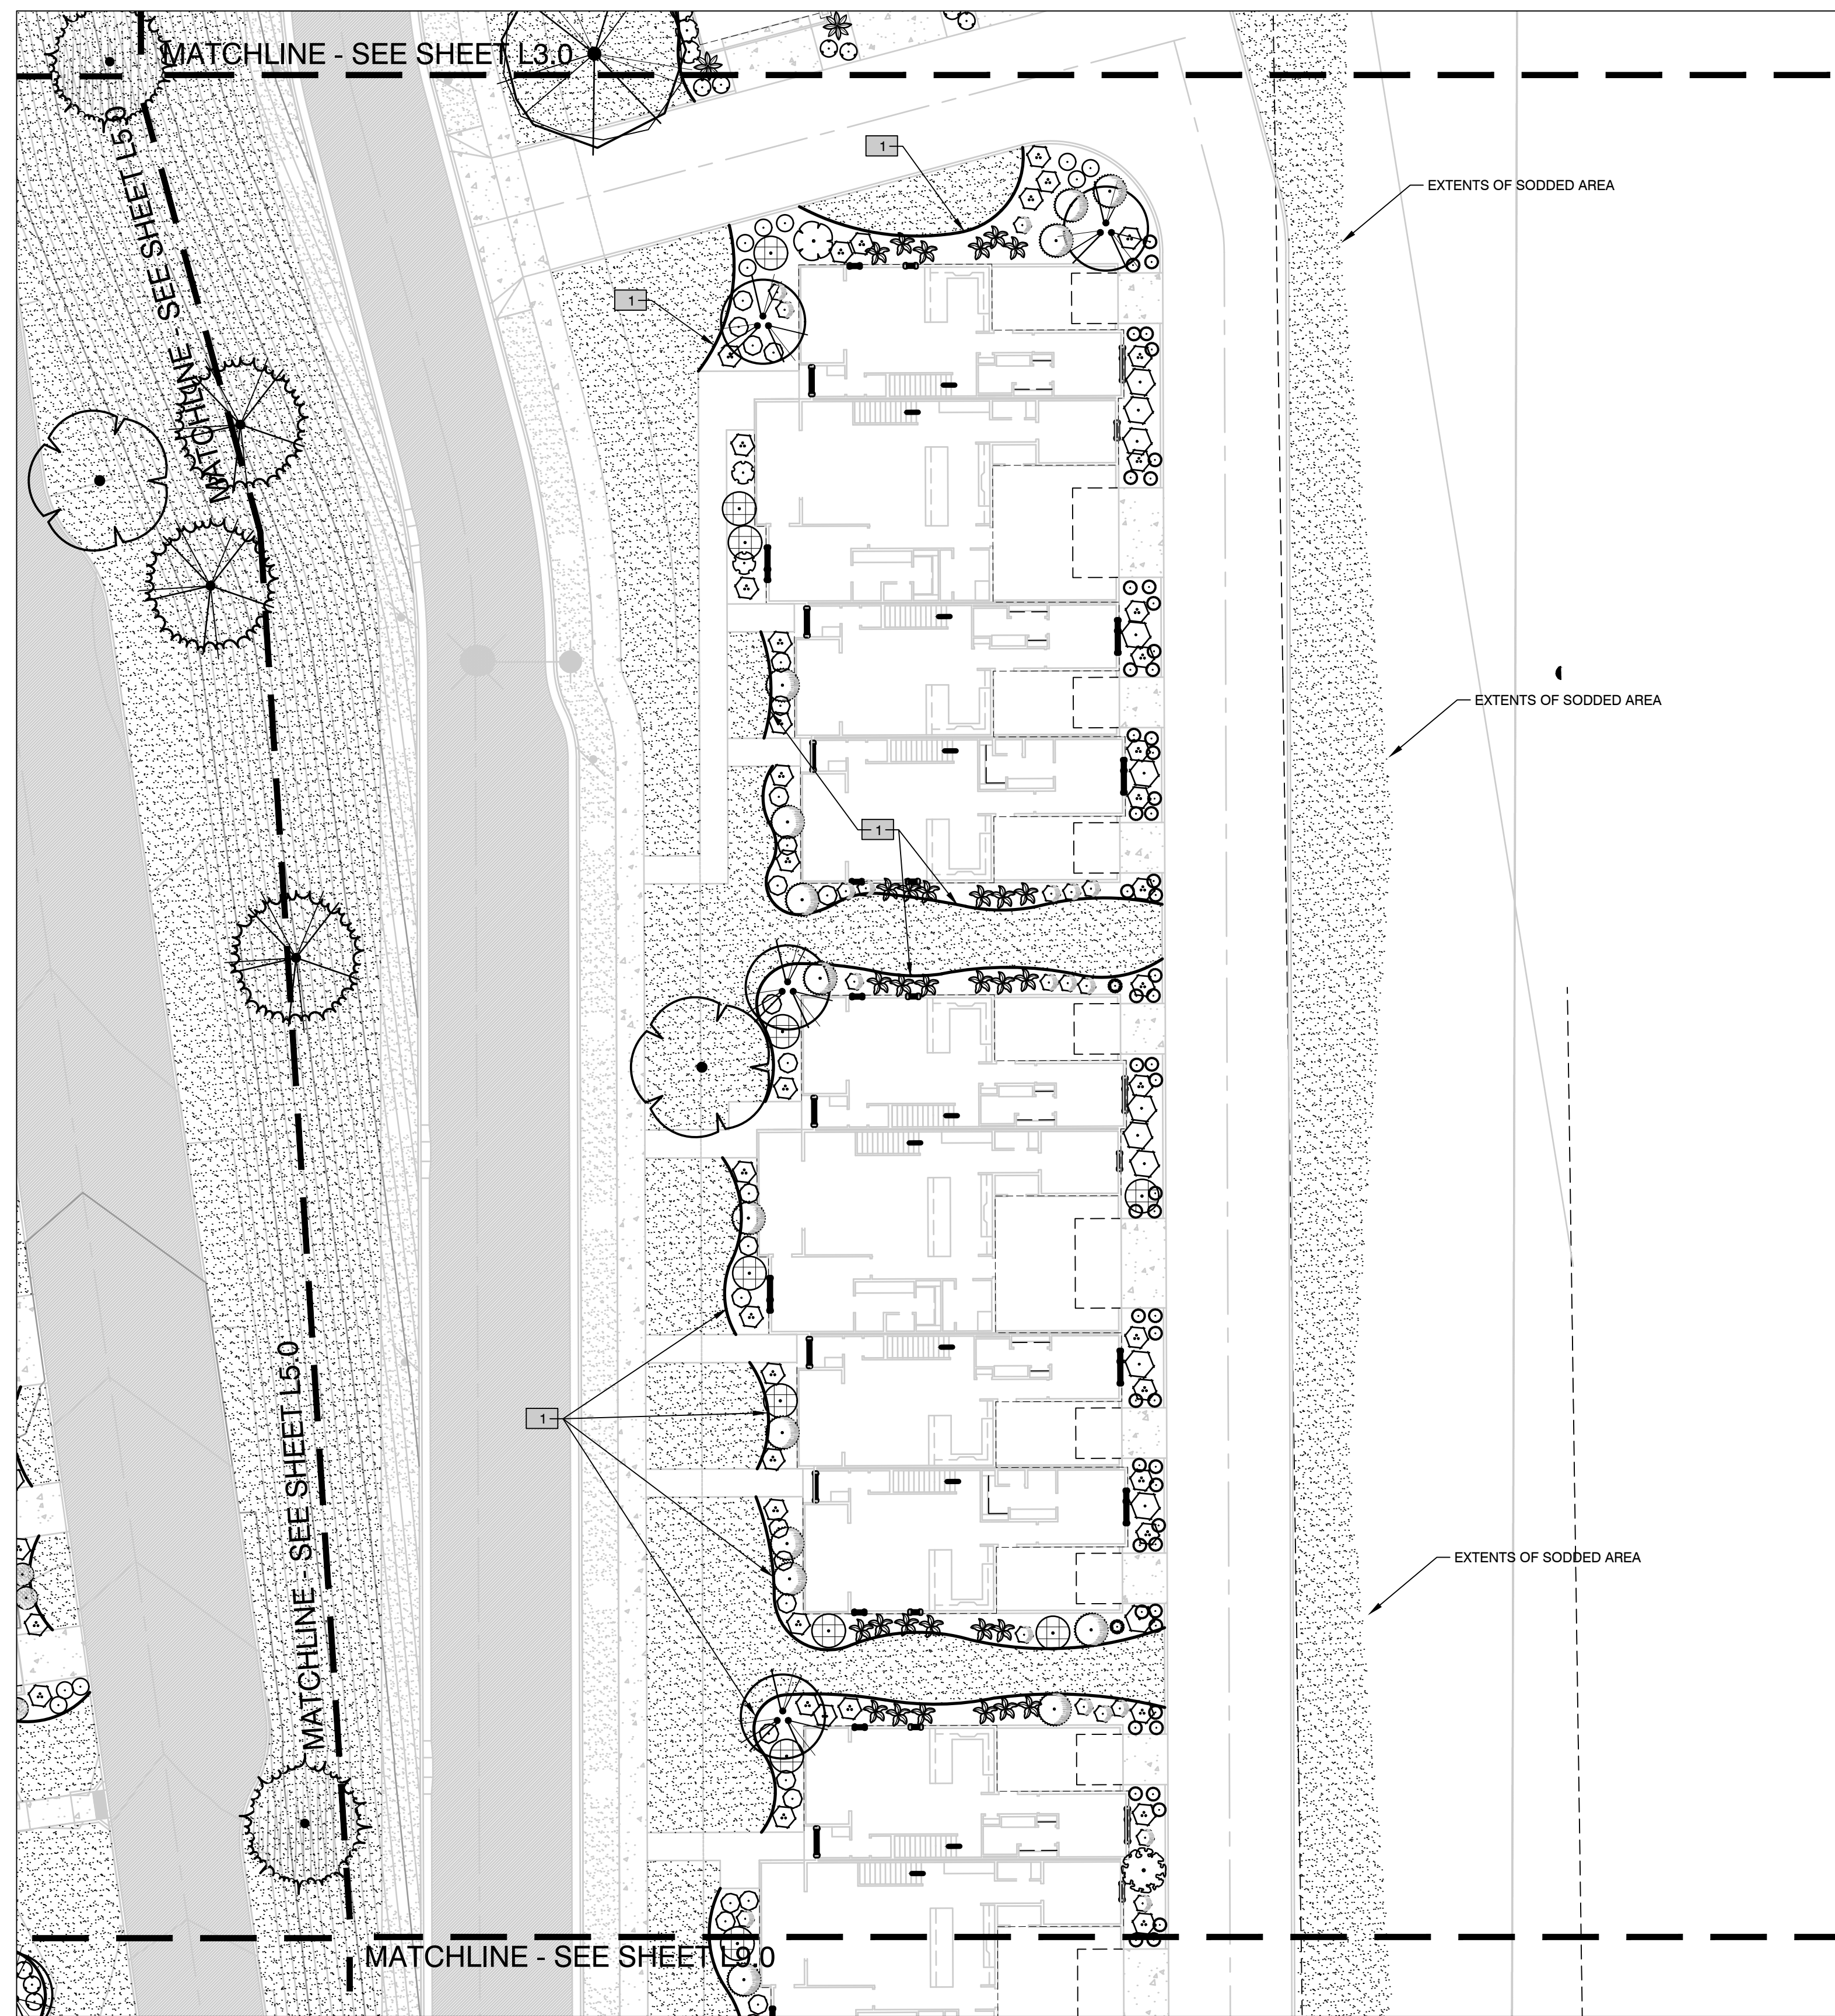 MATCHLINE - SEE SHEET L3.0
MATCHLINE - SEE SHEET L5.0
1
EXTENTS OF SODDED AREA
1
EXTENTS OF SODDED AREA
1
MATCHLINE - SEE SHEET L5.0
1
EXTENTS OF SODDED AREA
MATCHLINE - SEE SHEET L9.0